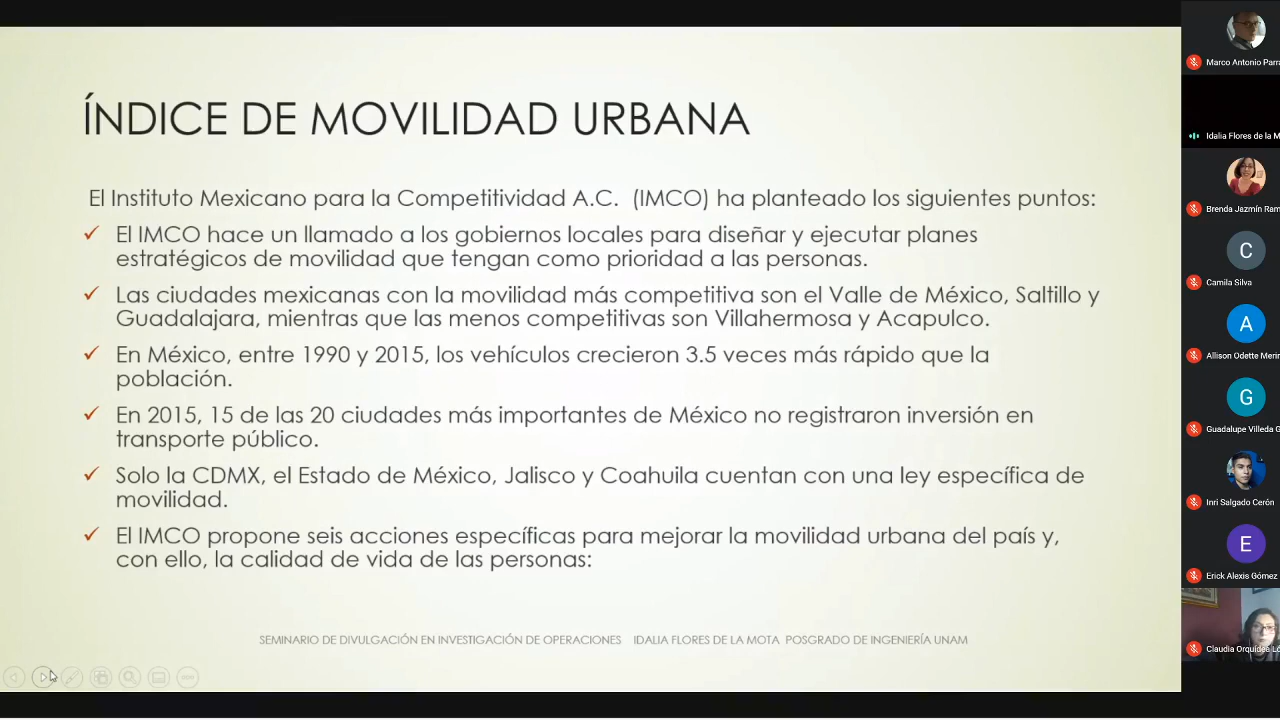 ÍNDICE DE MOVILIDAD URBANA
El Instituto Mexicano para la Competitividad A.C. (IMCO) ha planteado los siguientes puntos:
✓ El IMCO hace un llamado a los gobiernos locales para diseñar y ejecutar planes
estratégicos de movilidad que tengan como prioridad a las personas.
✓ Las ciudades mexicanas con la movilidad más competitiva son el Valle de México, Saltillo y
Guadalajara, mientras que las menos competitivas son Villahermosa y Acapulco.
✓ En México, entre 1990 y 2015, los vehículos crecieron 3.5 veces más rápido que la
población.
✓ En 2015, 15 de las 20 ciudades más importantes de México no registraron inversión en
transporte público.
✓ Solo la CDMX, el Estado de México, Jalisco y Coahuila cuentan con una ley específica de
movilidad.
✓ El IMCO propone seis acciones específicas para mejorar la movilidad urbana del país y,
con ello, la calidad de vida de las personas:
SEMINARIO DE DIVULGACIÓN EN INVESTIGACIÓN DE OPERACIONES IDALIA FLORES DE LA MOTA POSGRADO DE INGENIERÍA UNAM
Marco Antonio Parra
Idalia Flores de la M
Brenda Jazmín Ram
C
Camila Silva
A
Allison Odette Merin
G
Guadalupe Villeda G
Inri Salgado Cerón
E
Erick Alexis Gómez
Claudia Orquídea Ló